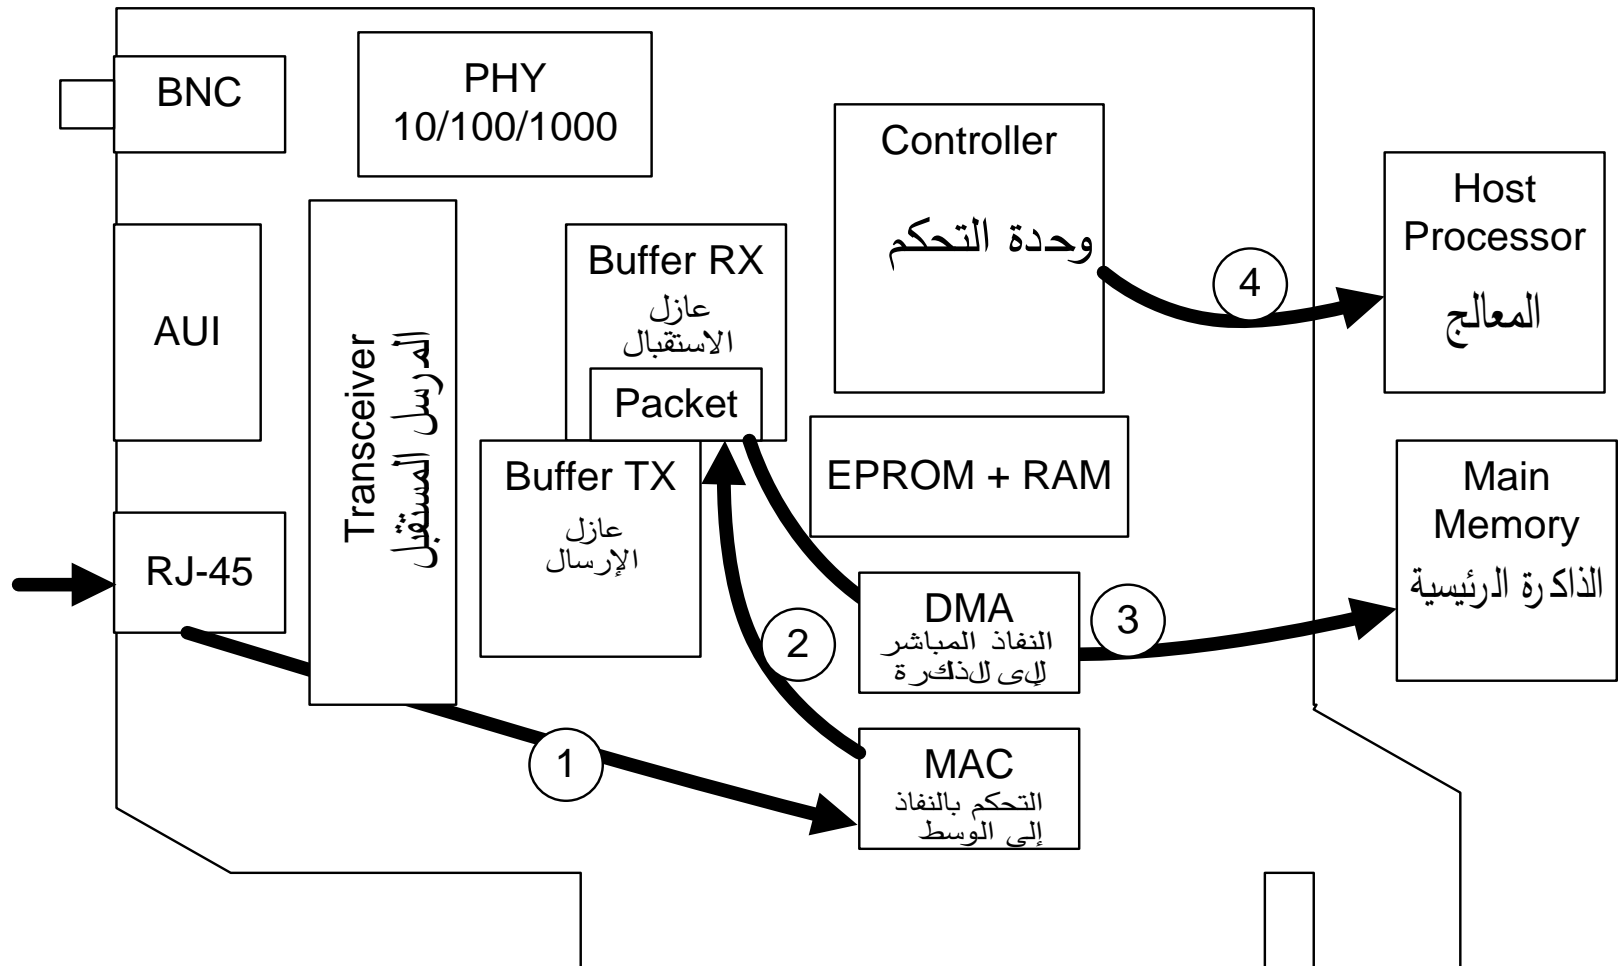 BNC
PHY
10/100/1000
Controller
وحدة التحكم
Host
Processor
المعالج
4
Buffer RX
عازل
الاستقبال
Packet
AUI
Transceiver
المرسل المستقبل
Buffer TX
عازل
الإرسال
EPROM + RAM
Main
Memory
الذاكرة الرئيسية
RJ-45
DMA
النفاذ المباشر
إلى الذكرة
3
2
1
MAC
التحكم بالنفاذ
إلى الوسط